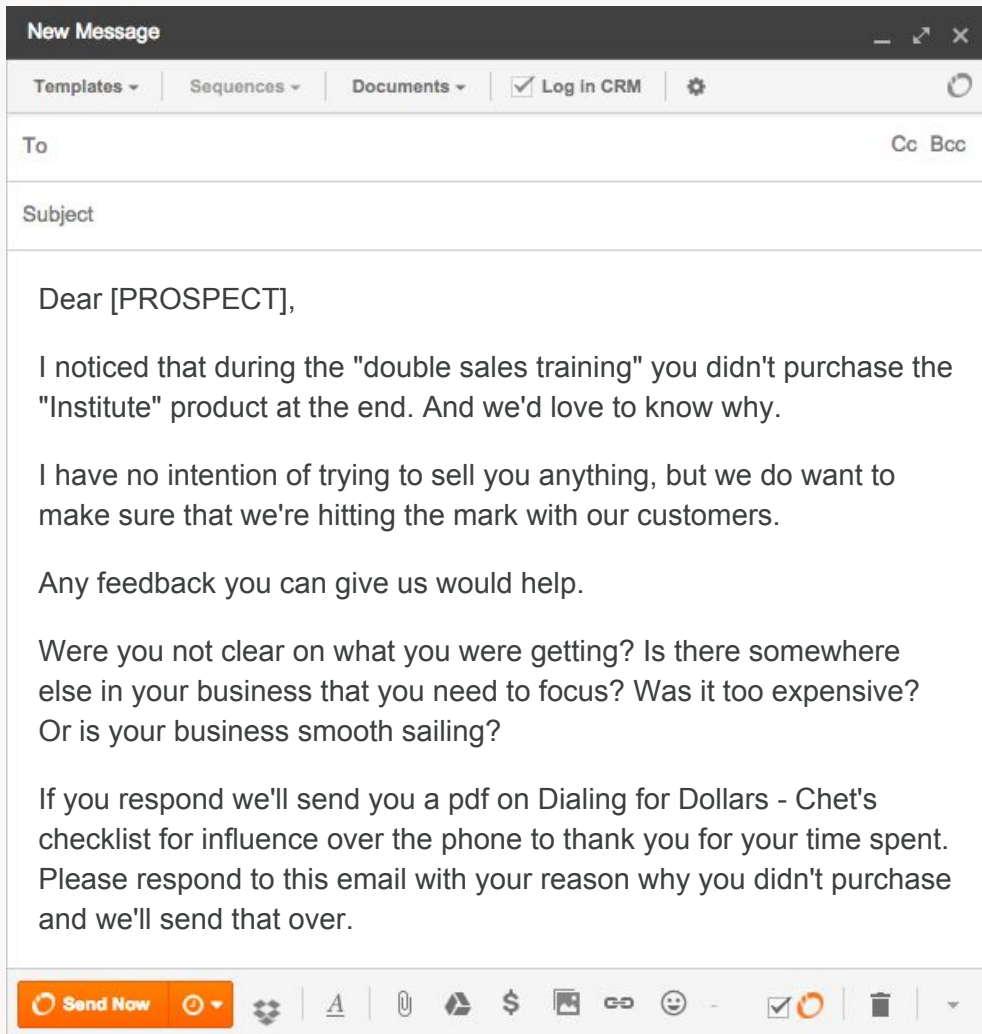 New Message
Templates Sequences Documents Log in CRM
To Cc Bcc
Subject
Dear [PROSPECT],
I noticed that during the "double sales training" you didn't purchase the
"Institute" product at the end. And we'd love to know why.
I have no intention of trying to sell you anything, but we do want to
make sure that we're hitting the mark with our customers.
Any feedback you can give us would help.
Were you not clear on what you were getting? Is there somewhere
else in your business that you need to focus? Was it too expensive?
Or is your business smooth sailing?
If you respond we'll send you a pdf on Dialing for Dollars - Chet's
checklist for influence over the phone to thank you for your time spent.
Please respond to this email with your reason why you didn't purchase
and we'll send that over.
Send Now A $